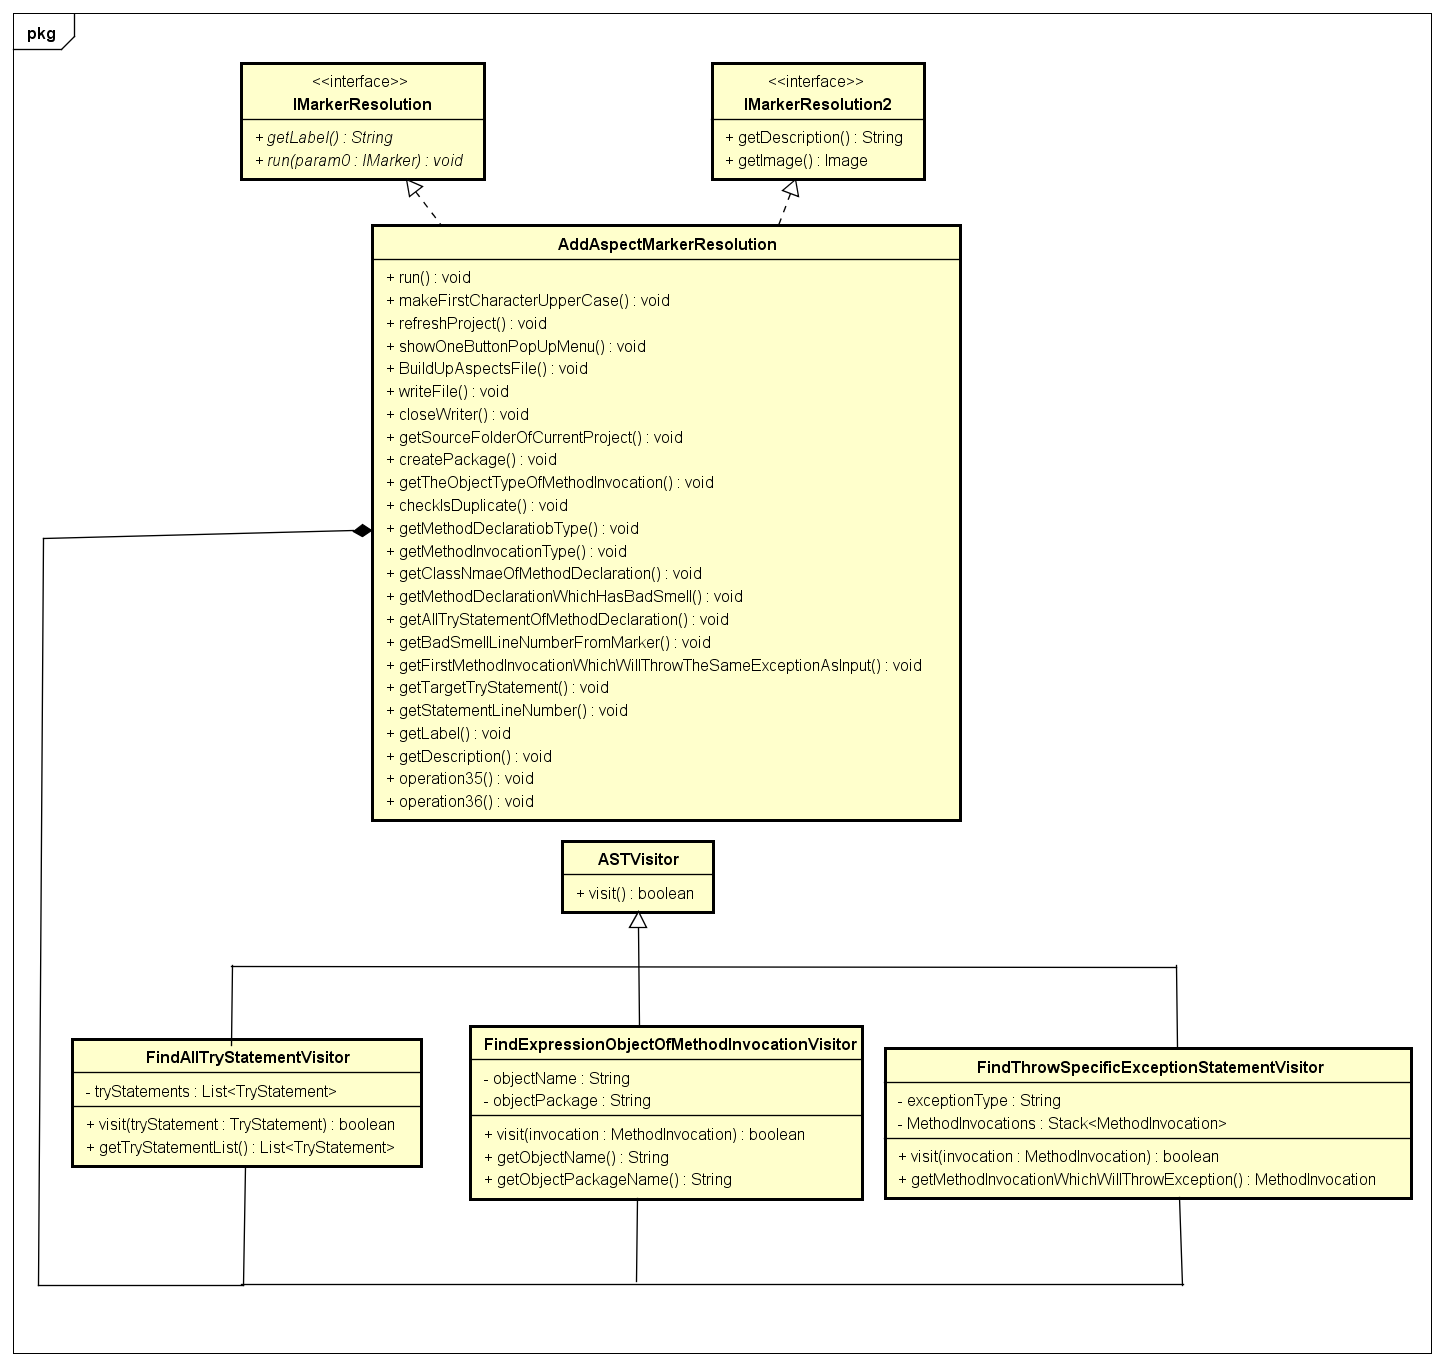 pkg
<<interface>>
IMarkerResolution
+ getLabel() : String
+ run(param0 : IMarker) : void
<<interface>>
IMarkerResolution2
+ getDescription() : String
+ getImage() : Image
AddAspectMarkerResolution
+ run() : void
+ makeFirstCharacterUpperCase() : void
+ refreshProject() : void
+ showOneButtonPopUpMenu() : void
+ BuildUpAspectsFile() : void
+ writeFile() : void
+ closeWriter() : void
+ getSourceFolderOfCurrentProject() : void
+ createPackage() : void
+ getTheObjectTypeOfMethodInvocation() : void
+ checkIsDuplicate() : void
+ getMethodDeclaratiobType() : void
+ getMethodInvocationType() : void
+ getClassNmaeOfMethodDeclaration() : void
+ getMethodDeclarationWhichHasBadSmell() : void
+ getAllTryStatementOfMethodDeclaration() : void
+ getBadSmellLineNumberFromMarker() : void
+ getFirstMethodInvocationWhichWillThrowTheSameExceptionAsInput() : void
+ getTargetTryStatement() : void
+ getStatementLineNumber() : void
+ getLabel() : void
+ getDescription() : void
+ operation35() : void
+ operation36() : void
ASTVisitor
+ visit() : boolean
FindAllTryStatementVisitor
- tryStatements : List<TryStatement>
+ visit(tryStatement : TryStatement) : boolean
+ getTryStatementList() : List<TryStatement>
FindExpressionObjectOfMethodInvocationVisitor
- objectName : String
- objectPackage : String
+ visit(invocation : MethodInvocation) : boolean
+ getObjectName() : String
+ getObjectPackageName() : String
FindThrowSpecificExceptionStatementVisitor
- exceptionType : String
- MethodInvocations : Stack<MethodInvocation>
+ visit(invocation : MethodInvocation) : boolean
+ getMethodInvocationWhichWillThrowException() : MethodInvocation